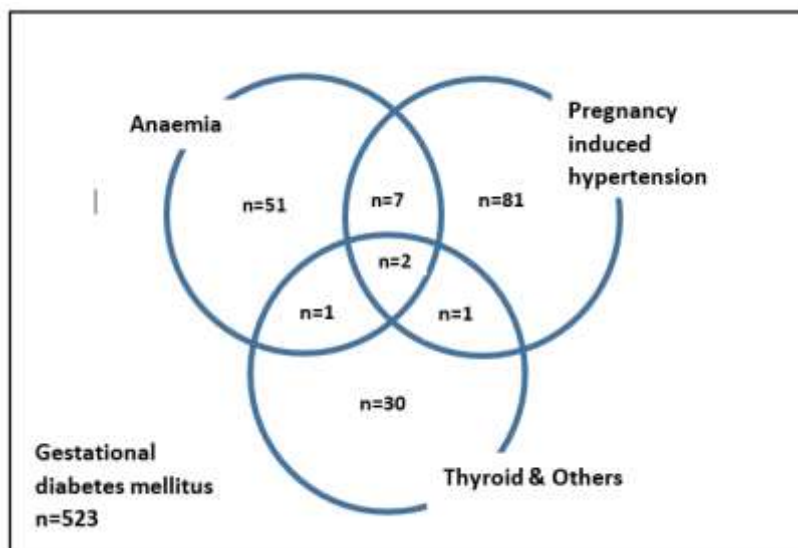 Anaemia
Pregnancy
induced
hypertension
n=51
n=7
n=81
n=2
n=1
n=1
n=30
Gestational
diabetes mellitus
n=523
Thyroid & Others